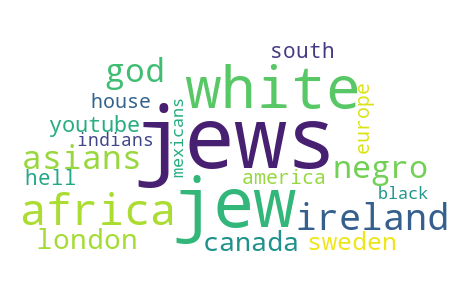 south
god
white
house
jews
youtube
mexicans
europe
indians
asians
negro
hell
america
black
africa
jew
ireland
london
canada
sweden